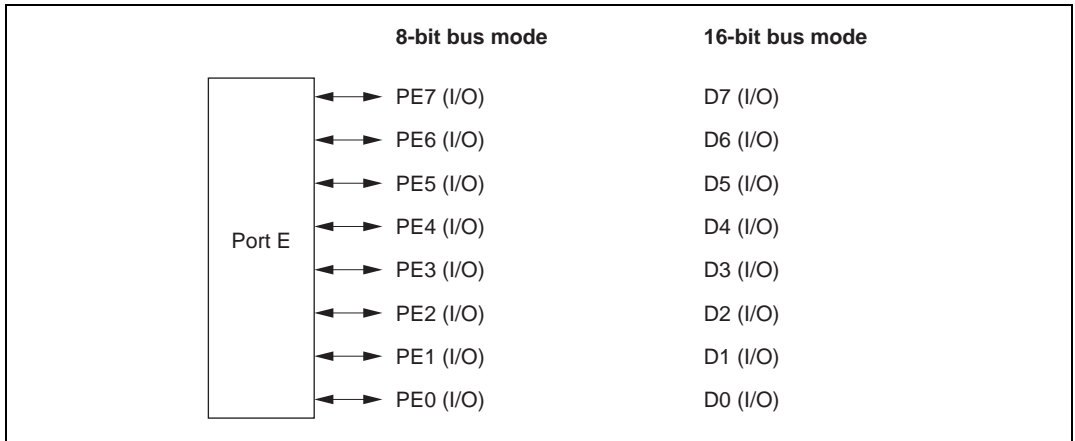 8-bit bus mode 16-bit bus mode
PE7 (I/O) D7 (I/O)
PE6 (I/O) D6 (I/O)
PE5 (I/O) D5 (I/O)
PE4 (I/O) D4 (I/O)
Port E
PE3 (I/O) D3 (I/O)
PE2 (I/O) D2 (I/O)
PE1 (I/O) D1 (I/O)
PE0 (I/O) D0 (I/O)